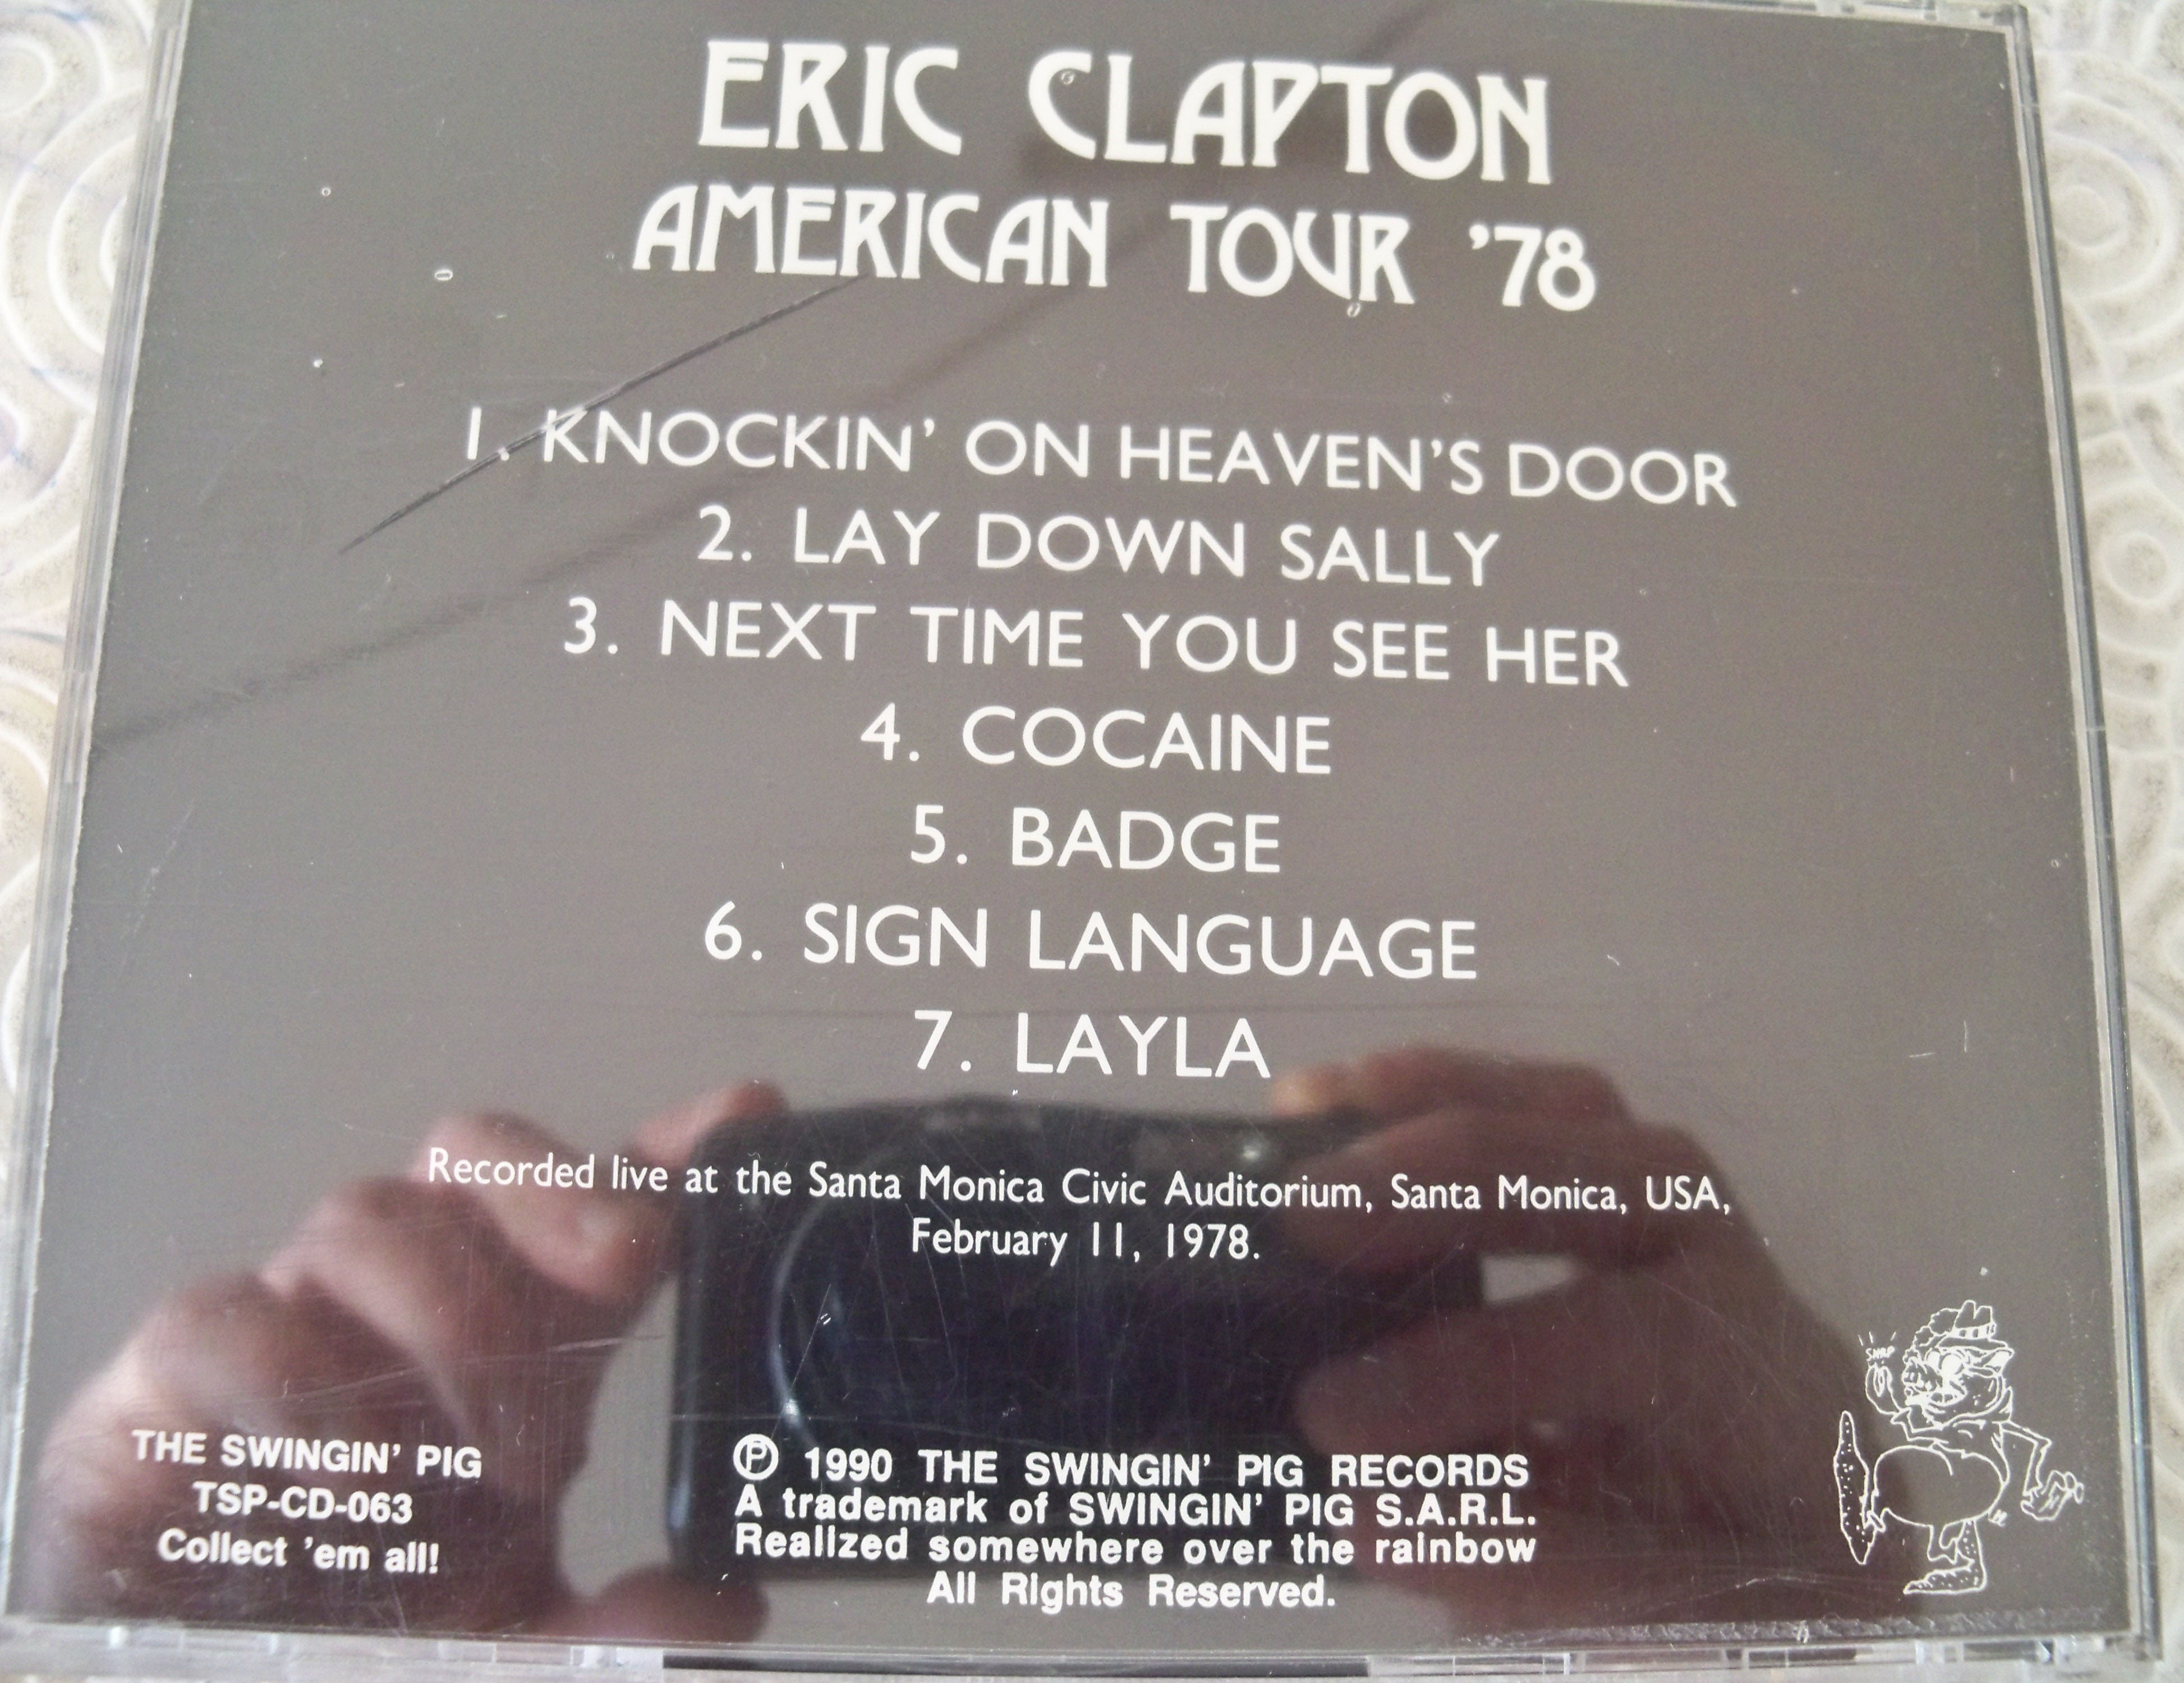 ERIC CLAPTON
AMERICAN TOUR '78
1. KNOCKIN' ON HEAVEN'S DOOR
2. LAY DOWN SALLY
3. NEXT TIME YOU SEE HER
4. COCAINE
5. BADGE
6. SIGN LANGUAGE
7. LAYLA
Recorded live at the Santa Monica Civic Auditorium, Santa Monica, USA,
February 11, 1978.
THE SWINGIN' PIG
TSP-CD-063
Collect 'em all!
℗ 1990 THE SWINGIN' PIG RECORDS
A trademark of SWINGIN' PIG S.A.R.L.
Realized somewhere over the rainbow
All Rights Reserved.